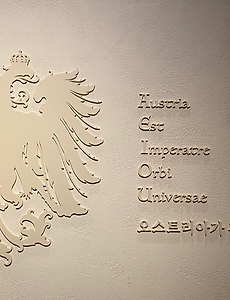 Austria
Est
Imperatre
Orbi
Universae
오스트리아가